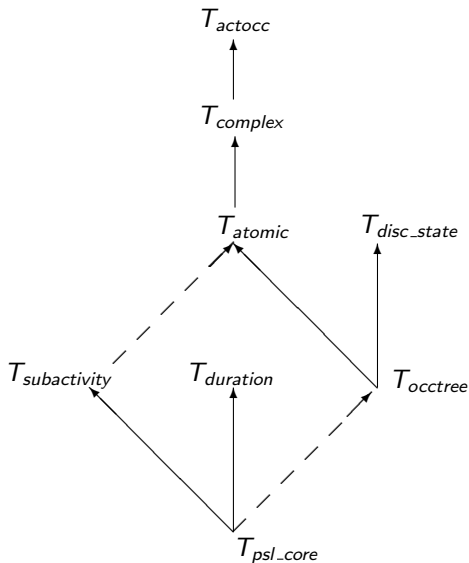 T_actocc
T_complex
T_atomic T_disc_state
T_subactivity T_duration T_occtree
T_psl_core